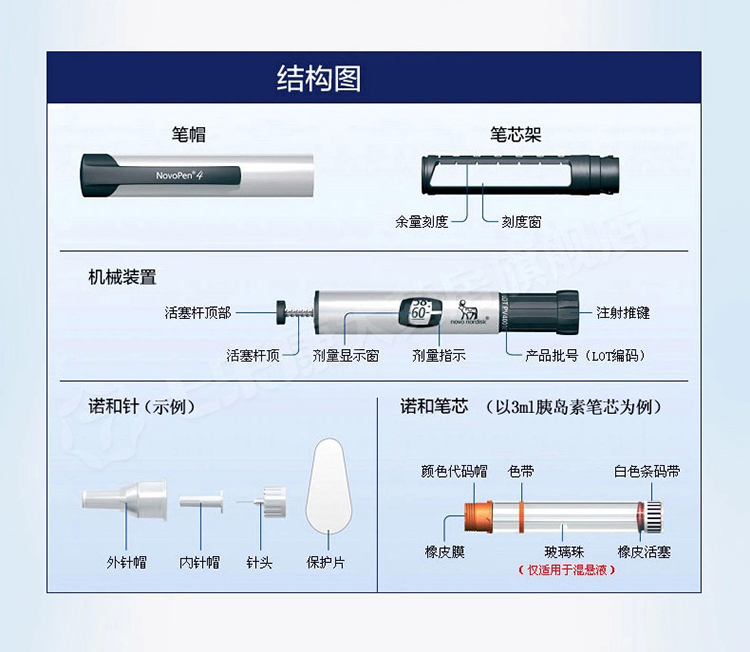 结构图
笔帽
笔芯架
NovoPen® 4
余量刻度
刻度窗
机械装置
活塞杆顶部
60
novo nordisk
注射推键
活塞杆顶
剂量显示窗
剂量指示
产品批号（LOT编码）
诺和针（示例）
诺和笔芯 （以3ml胰岛素笔芯为例）
颜色代码帽
色带
白色条码带
橡皮膜
玻璃珠
橡皮活塞
（仅适用于混悬液）
外针帽
内针帽
针头
保护片